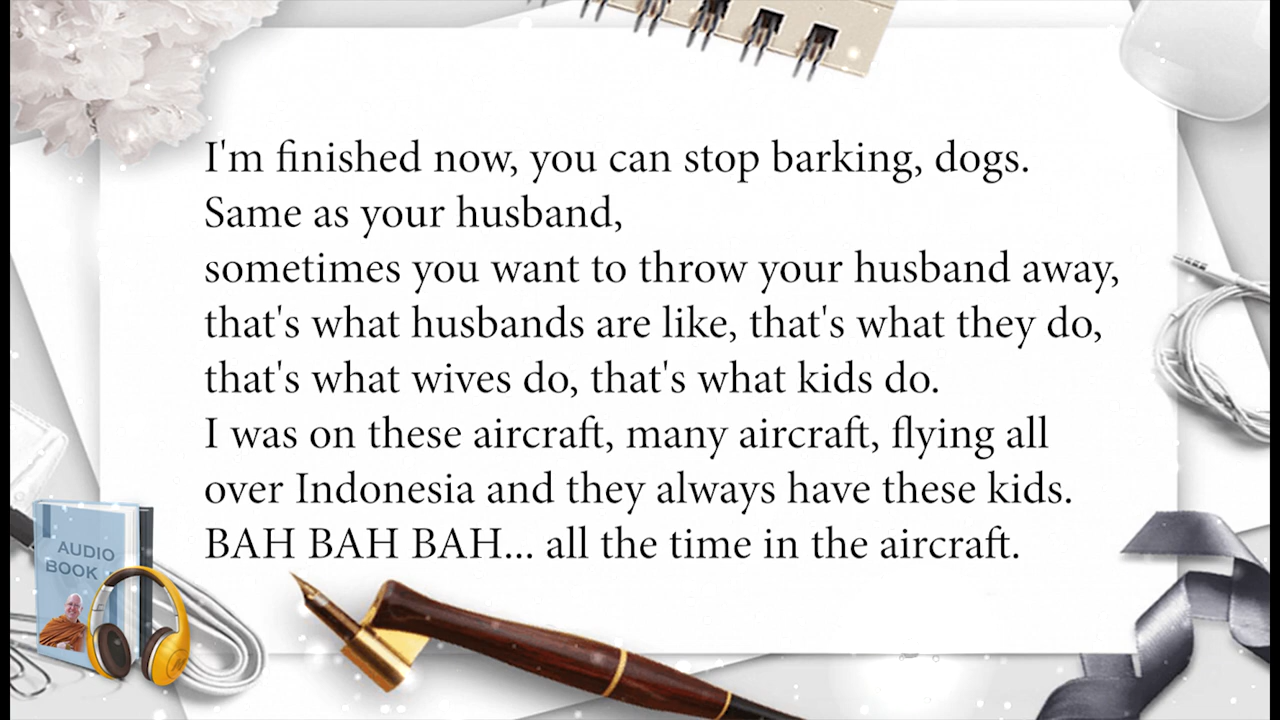 I'm finished now, you can stop barking, dogs.
Same as your husband,
sometimes you want to throw your husband away,
that's what husbands are like, that's what they do,
that's what wives do, that's what kids do.
I was on these aircraft, many aircraft, flying all
over Indonesia and they always have these kids.
BAH BAH BAH... all the time in the aircraft.
AUDIO
BOOK